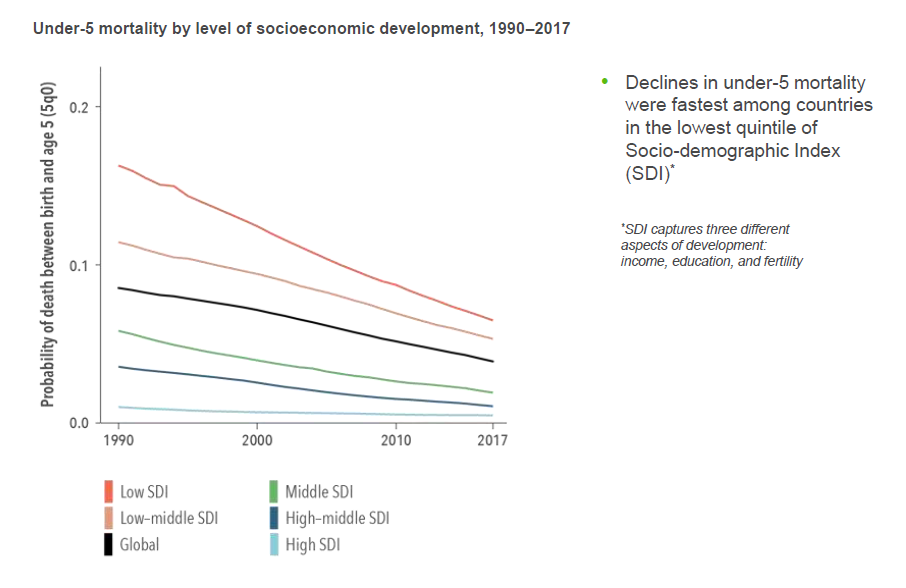 Under-5 mortality by level of socioeconomic development, 1990–2017
Probability of death between birth and age 5 (5q0)
0.2
0.1
0.0
1990
2000
2010
2017
Low SDI
Low–middle SDI
Global
Middle SDI
High–middle SDI
High SDI
• Declines in under-5 mortality
were fastest among countries
in the lowest quintile of
Socio-demographic Index
(SDI)*
*SDI captures three different
aspects of development:
income, education, and fertility